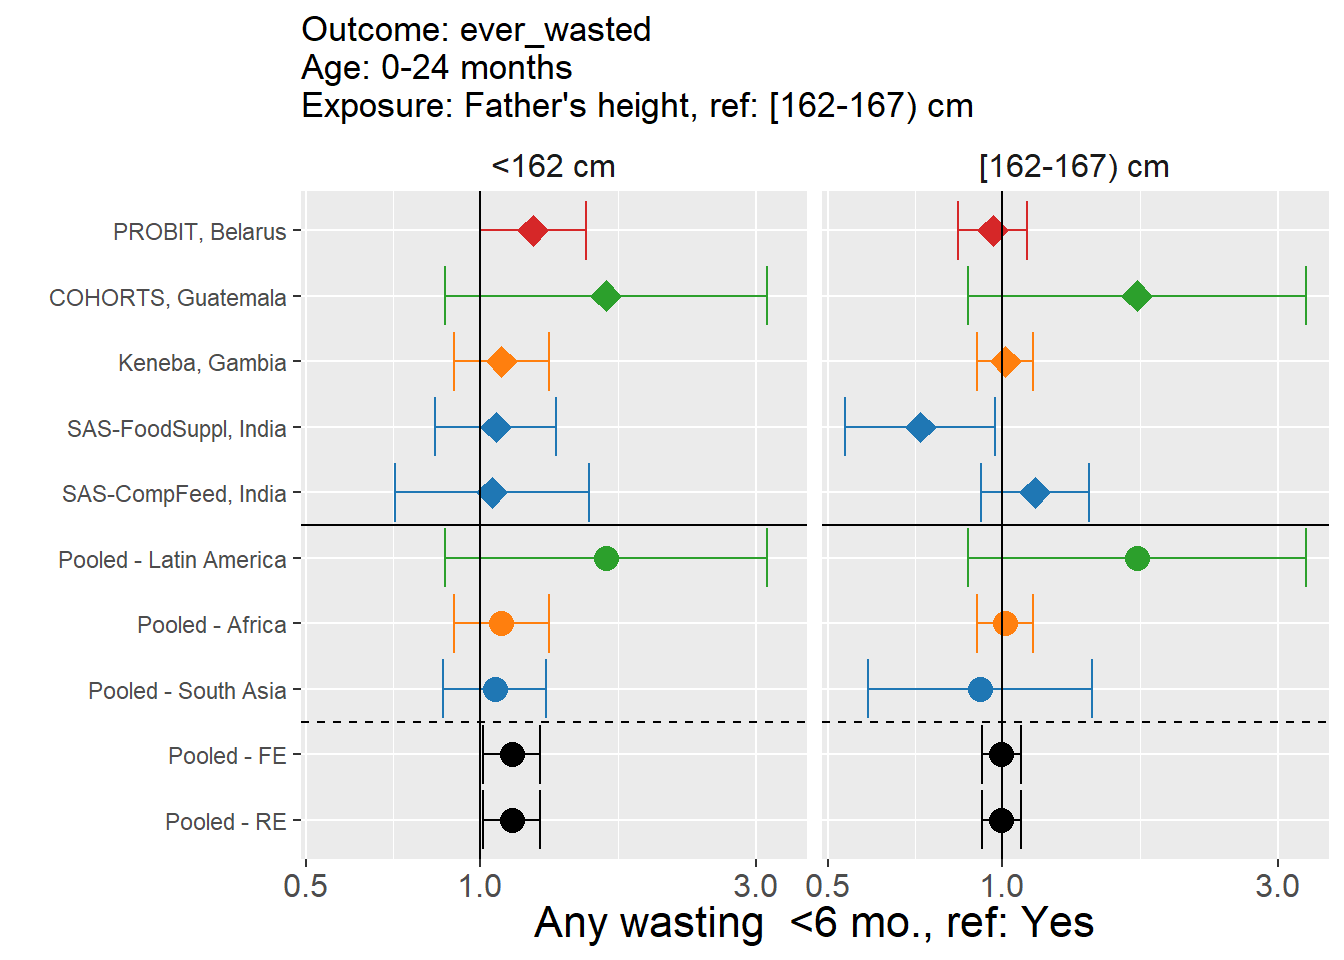 Outcome: ever_wasted
Age: 0-24 months
Exposure: Father's height, ref: [162-167) cm
<162 cm
[162-167) cm
PROBIT, Belarus
COHORTS, Guatemala
Keneba, Gambia
SAS-FoodSuppl, India
SAS-CompFeed, India
Pooled - Latin America
Pooled - Africa
Pooled - South Asia
Pooled - FE
Pooled - RE
0.5 1.0 3.0 0.5 1.0 3.0
Any wasting  <6 mo., ref: Yes